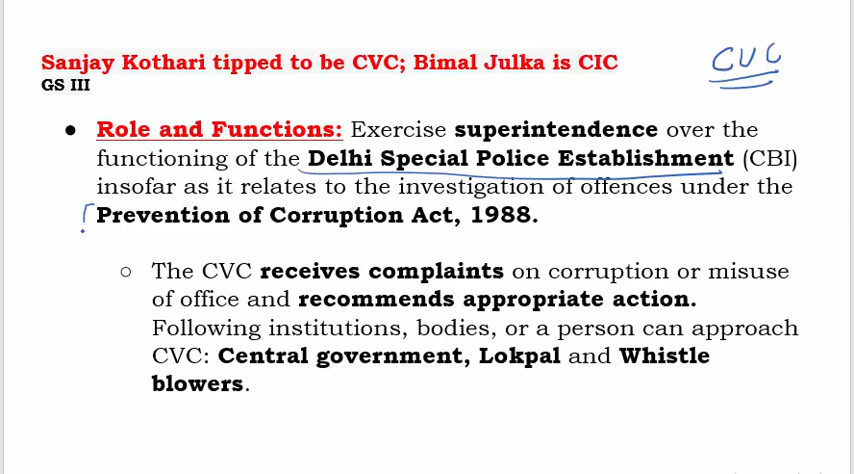 Sanjay Kothari tipped to be CVC; Bimal Julka is CIC
CVC
GS III
● Role and Functions: Exercise superintendence over the
functioning of the Delhi Special Police Establishment (CBI)
insofar as it relates to the investigation of offences under the
Prevention of Corruption Act, 1988.
○ The CVC receives complaints on corruption or misuse
of office and recommends appropriate action.
Following institutions, bodies, or a person can approach
CVC: Central government, Lokpal and Whistle
blowers.